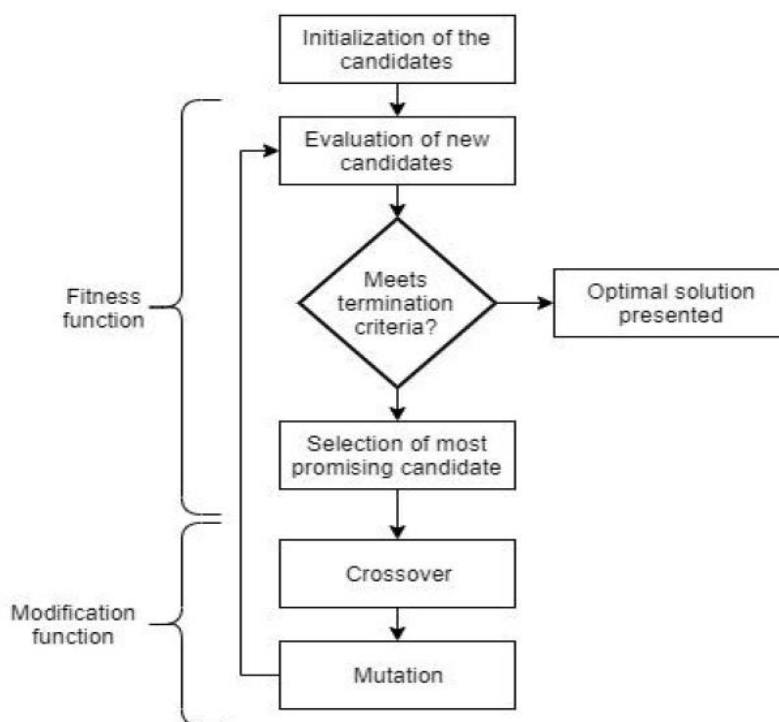 Initialization of the
candidates
Evaluation of new
candidates
Meets
termination
criteria?
Optimal solution
presented
Fitness
function
Selection of most
promising candidate
Crossover
Modification
function
Mutation